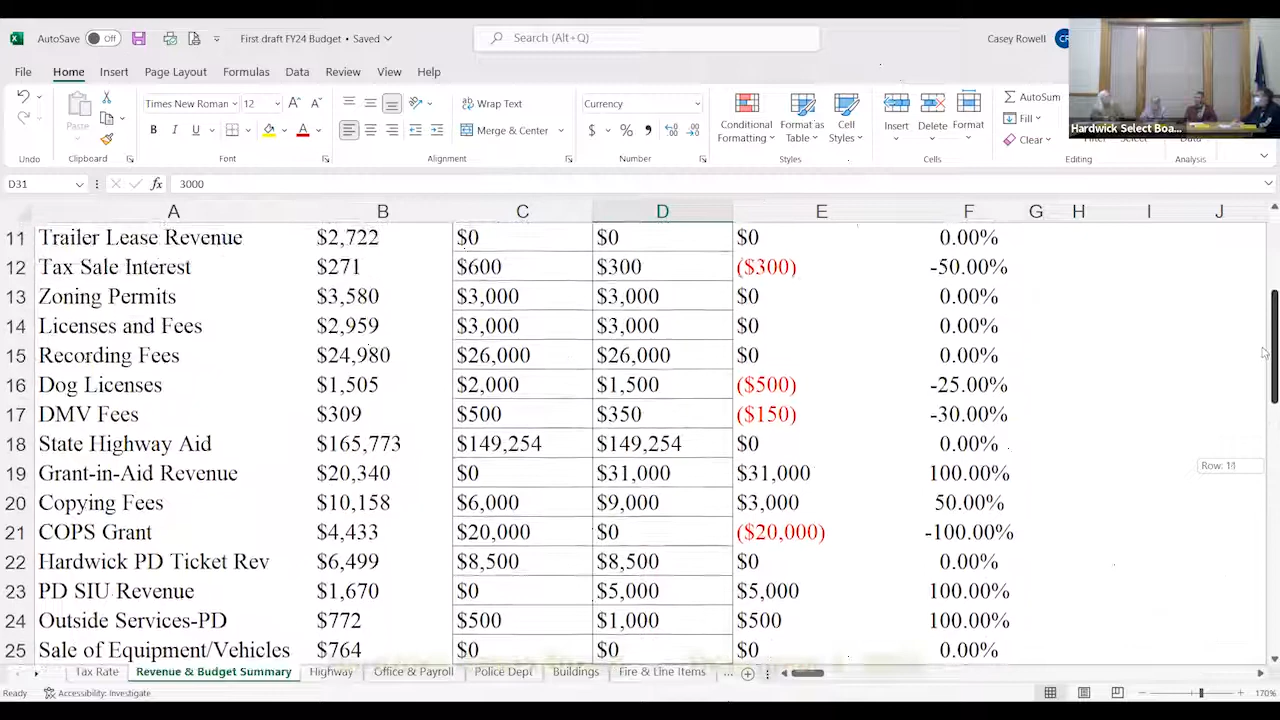 AutoSave Off First draft FY24 Budget • Saved Search (Alt+Q) Casey Rowell CR
File Home Insert Page Layout Formulas Data Review View Help
Hardwick Select Boa...
Times New Roman 12 Wrap Text Currency AutoSum
Paste B I U A Merge & Center $ % Conditional Formatting Format as Table Cell Styles Insert Delete Format Fill Clear
Undo Clipboard Font Alignment Number Styles Cells Editing Analysis
D31 fx 3000
A B C D E F G H I J
11 Trailer Lease Revenue $2,722 $0 $0 $0 0.00%
12 Tax Sale Interest $271 $600 $300 ($300) -50.00%
13 Zoning Permits $3,580 $3,000 $3,000 $0 0.00%
14 Licenses and Fees $2,959 $3,000 $3,000 $0 0.00%
15 Recording Fees $24,980 $26,000 $26,000 $0 0.00%
16 Dog Licenses $1,505 $2,000 $1,500 ($500) -25.00%
17 DMV Fees $309 $500 $350 ($150) -30.00%
18 State Highway Aid $165,773 $149,254 $149,254 $0 0.00%
19 Grant-in-Aid Revenue $20,340 $0 $31,000 $31,000 100.00%
Row: 11
20 Copying Fees $10,158 $6,000 $9,000 $3,000 50.00%
21 COPS Grant $4,433 $20,000 $0 ($20,000) -100.00%
22 Hardwick PD Ticket Rev $6,499 $8,500 $8,500 $0 0.00%
23 PD SIU Revenue $1,670 $0 $5,000 $5,000 100.00%
24 Outside Services-PD $772 $500 $1,000 $500 100.00%
25 Sale of Equipment/Vehicles $764 $0 $0 $0 0.00%
Tax Rate Revenue & Budget Summary Highway Office & Payroll Police Dept Buildings Fire & Line Items ...
Ready Accessibility: Investigate 170%